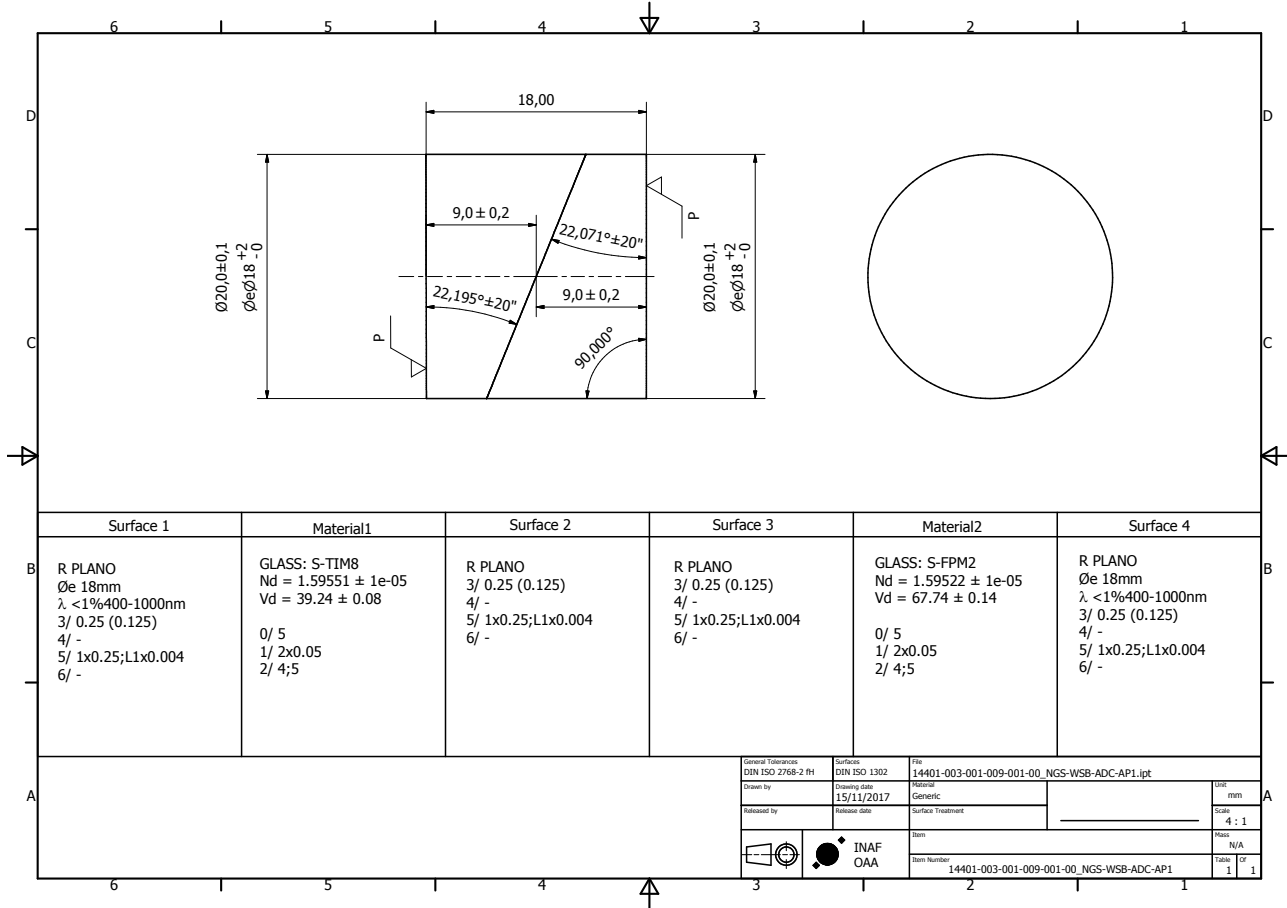 6 5 4 3 2 1
D D
18,00
9,0 ± 0,2
22,071°±20"
P
Ø20,0±0,1
ØeØ18 +2 -0
22,195°±20"
9,0 ± 0,2
Ø20,0±0,1
ØeØ18 +2 -0
P
90,000°
C C
Surface 1
R PLANO
Øe 18mm
λ <1%400-1000nm
3/ 0.25 (0.125)
4/ -
5/ 1x0.25;L1x0.004
6/ -
Material1
GLASS: S-TIM8
Nd = 1.59551 ± 1e-05
Vd = 39.24 ± 0.08
0/ 5
1/ 2x0.05
2/ 4;5
Surface 2
R PLANO
3/ 0.25 (0.125)
4/ -
5/ 1x0.25;L1x0.004
6/ -
Surface 3
R PLANO
3/ 0.25 (0.125)
4/ -
5/ 1x0.25;L1x0.004
6/ -
Material2
GLASS: S-FPM2
Nd = 1.59522 ± 1e-05
Vd = 67.74 ± 0.14
0/ 5
1/ 2x0.05
2/ 4;5
Surface 4
R PLANO
Øe 18mm
λ <1%400-1000nm
3/ 0.25 (0.125)
4/ -
5/ 1x0.25;L1x0.004
6/ -
B B
A A
General Tolerances
DIN ISO 2768-2 fH
Surfaces
DIN ISO 1302
File
14401-003-001-009-001-00_NGS-WSB-ADC-AP1.ipt
Drawn by
Drawing date
15/11/2017
Material
Generic
Unit
mm
Released by
Release date
Surface Treatment
Scale
4 : 1
INAF
OAA
Item
Mass
N/A
Item Number
14401-003-001-009-001-00_NGS-WSB-ADC-AP1
Table
1
Of
1
6 5 4 3 2 1